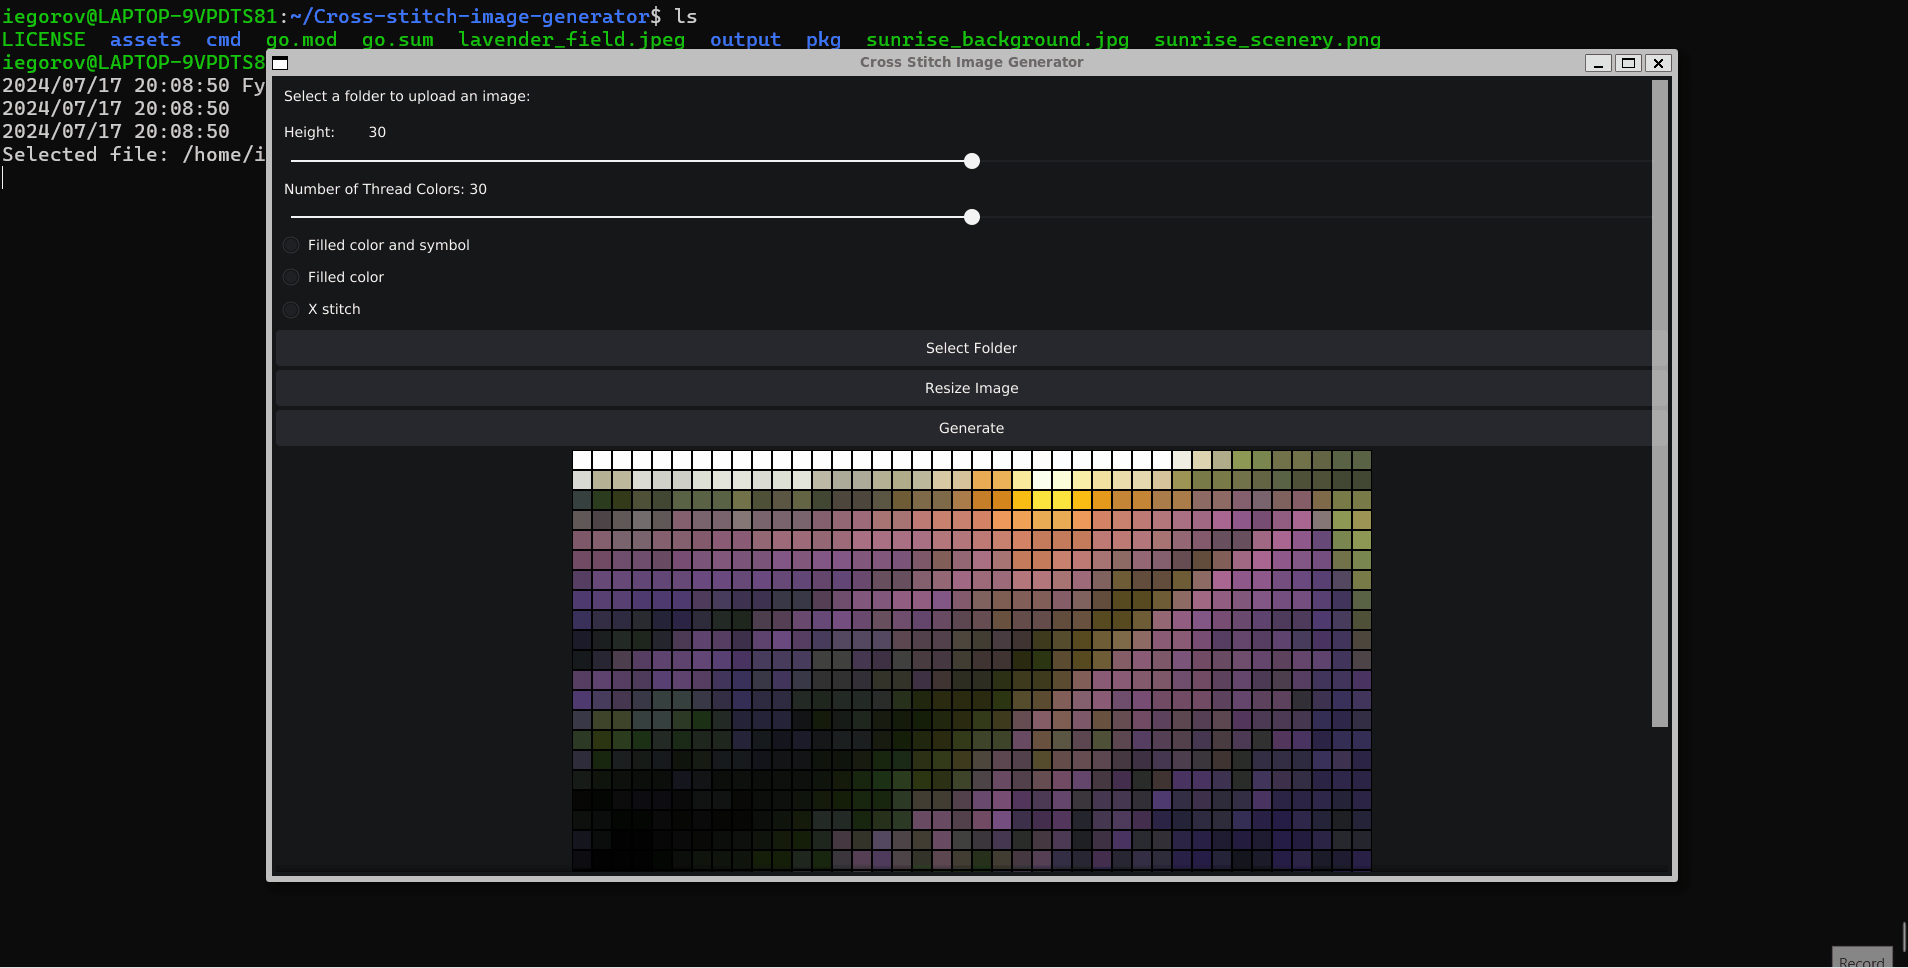 iegorov@LAPTOP-9VPDTS81:~/Cross-stitch-image-generator$ ls
LICENSE assets cmd go.mod go.sum lavender_field.jpeg output pkg sunrise_background.jpg sunrise_scenery.png
iegorov@LAPTOP-9VPDTS8
2024/07/17 20:08:50 Fy
2024/07/17 20:08:50
2024/07/17 20:08:50
Selected file: /home/i
Cross Stitch Image Generator
Select a folder to upload an image:
Height: 30
Number of Thread Colors: 30
Filled color and symbol
Filled color
X stitch
Select Folder
Resize Image
Generate
Record